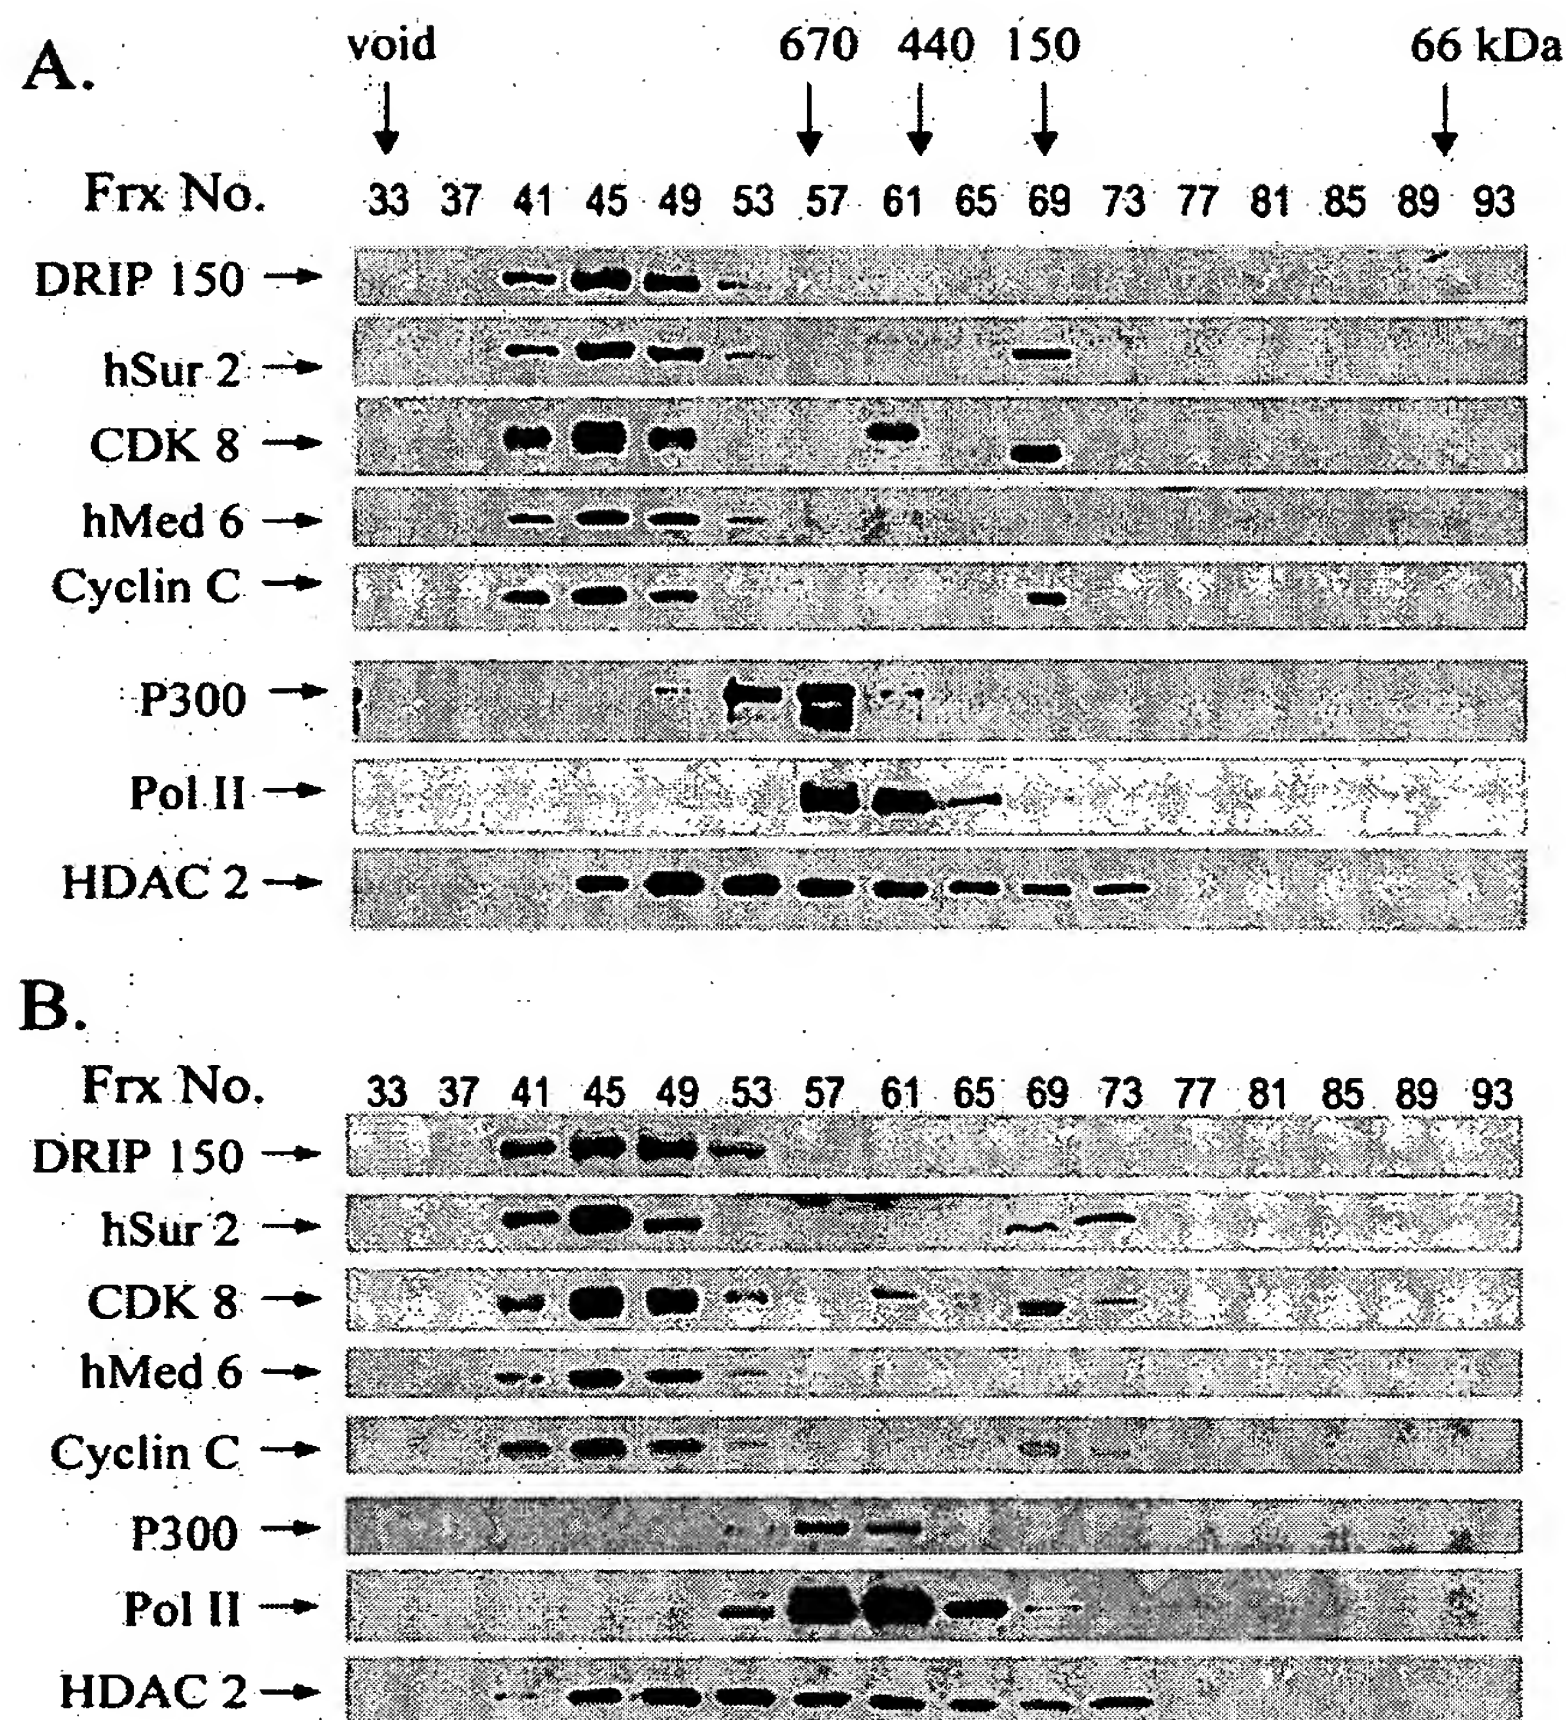 A.
void 670 440 150 66 kDa
Frx No. 33 37 41 45 49 53 57 61 65 69 73 77 81 85 89 93
DRIP 150
hSur 2
CDK 8
hMed 6
Cyclin C
P300
Pol II
HDAC 2
B.
Frx No. 33 37 41 45 49 53 57 61 65 69 73 77 81 85 89 93
DRIP 150
hSur 2
CDK 8
hMed 6
Cyclin C
P300
Pol II
HDAC 2